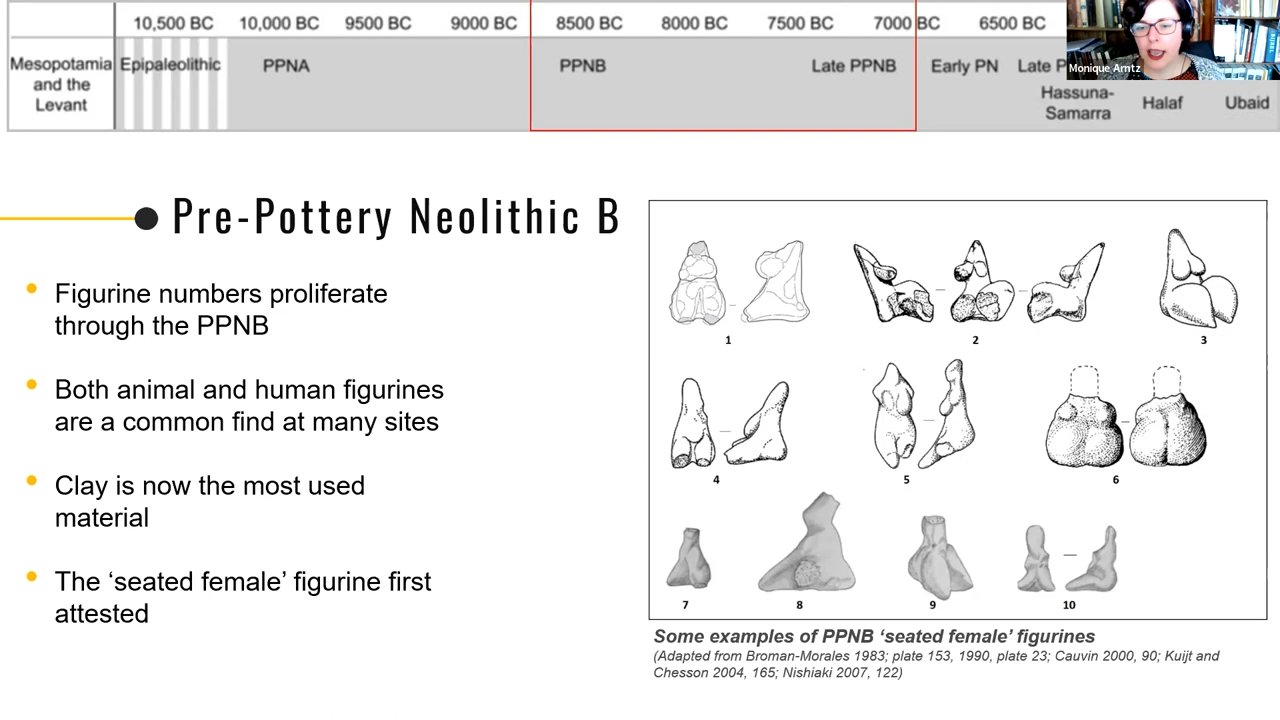 10,500 BC 10,000 BC 9500 BC 9000 BC 8500 BC 8000 BC 7500 BC 7000 BC 6500 BC
Mesopotamia and the Levant
Epipaleolithic PPNA PPNB Late PPNB Early PN Late P
Hassuna-Samarra Halaf Ubaid
Monique Arntz
Pre-Pottery Neolithic B
Figurine numbers proliferate
through the PPNB
Both animal and human figurines
are a common find at many sites
Clay is now the most used
material
The ‘seated female’ figurine first
attested
1 2 3
4 5 6
7 8 9 10
Some examples of PPNB ‘seated female’ figurines
(Adapted from Broman-Morales 1983; plate 153, 1990, plate 23; Cauvin 2000, 90; Kuijt and
Chesson 2004, 165; Nishiaki 2007, 122)